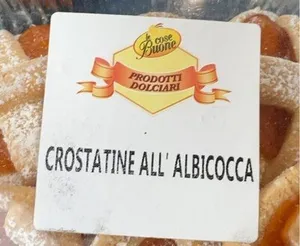 le cose
Buone
PRODOTTI
DOLCIARI
CROSTATINE ALL' ALBICOCCA